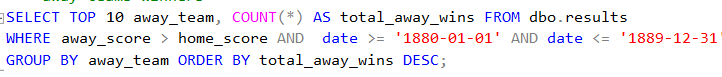 SELECT TOP 10 away_team, COUNT(*) AS total_away_wins FROM dbo.results
WHERE away_score > home_score AND date >= '1880-01-01' AND date <= '1889-12-31'
GROUP BY away_team ORDER BY total_away_wins DESC;